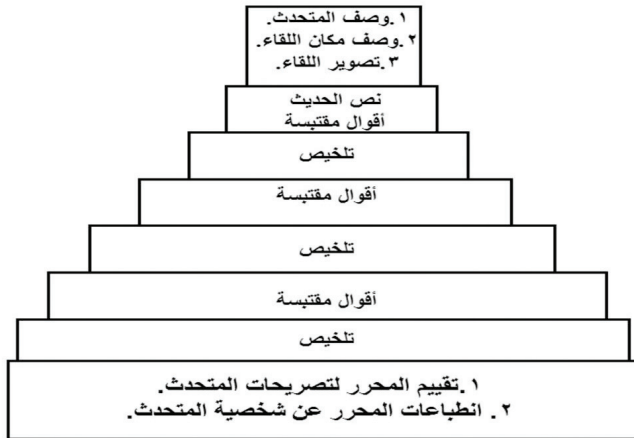 ١.وصف المتحدث.
٢.وصف مكان اللقاء.
٣.تصوير اللقاء.
نص الحديث
أقوال مقتبسة
تلخيص
أقوال مقتبسة
تلخيص
أقوال مقتبسة
تلخيص
١.تقييم المحرر لتصريحات المتحدث.
٢. انطباعات المحرر عن شخصية المتحدث.